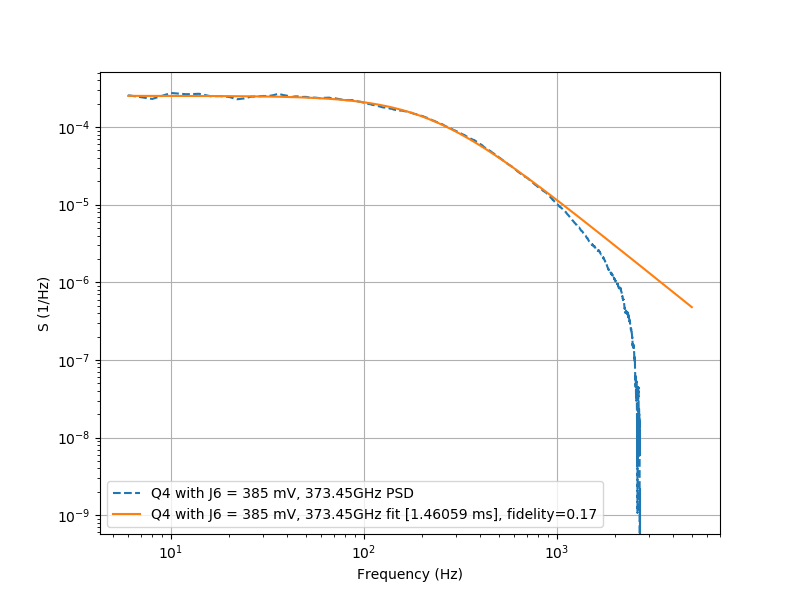 10⁻⁴
10⁻⁵
10⁻⁶
10⁻⁷
10⁻⁸
10⁻⁹
S (1/Hz)
Q4 with J6 = 385 mV, 373.45GHz PSD
Q4 with J6 = 385 mV, 373.45GHz fit [1.46059 ms], fidelity=0.17
10¹ 10² 10³
Frequency (Hz)